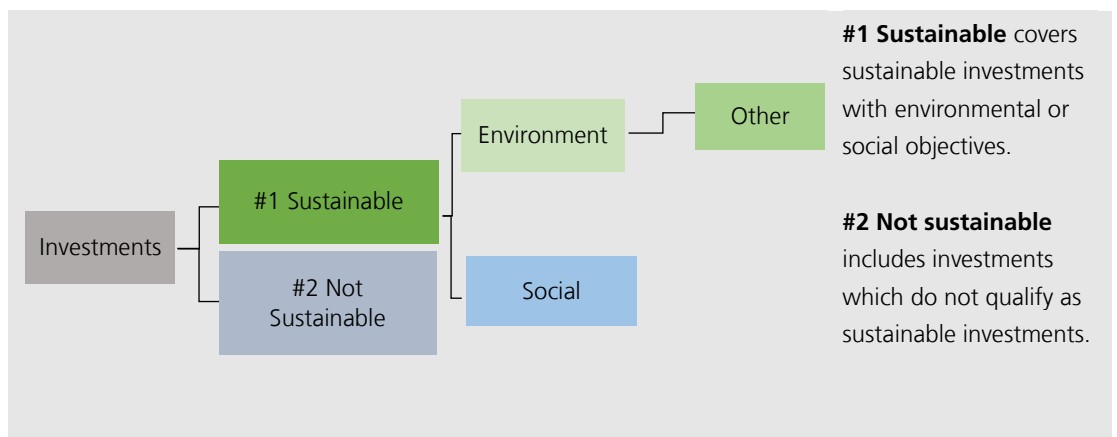 Investments
#1 Sustainable
#2 Not
Sustainable
Environment
Social
Other
#1 Sustainable covers
sustainable investments
with environmental or
social objectives.
#2 Not sustainable
includes investments
which do not qualify as
sustainable investments.